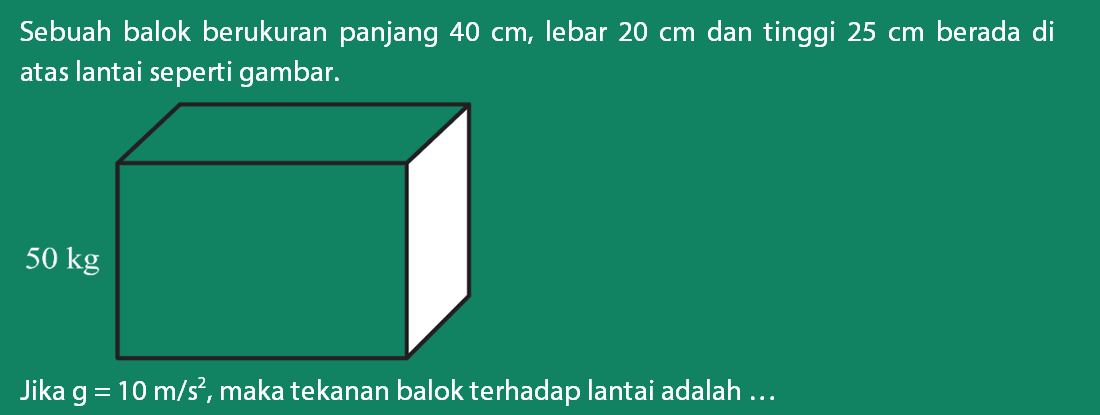 Sebuah balok berukuran panjang 40 cm, lebar 20 cm dan tinggi 25 cm berada di
atas lantai seperti gambar.
50 kg
Jika g = 10 m/s², maka tekanan balok terhadap lantai adalah ...